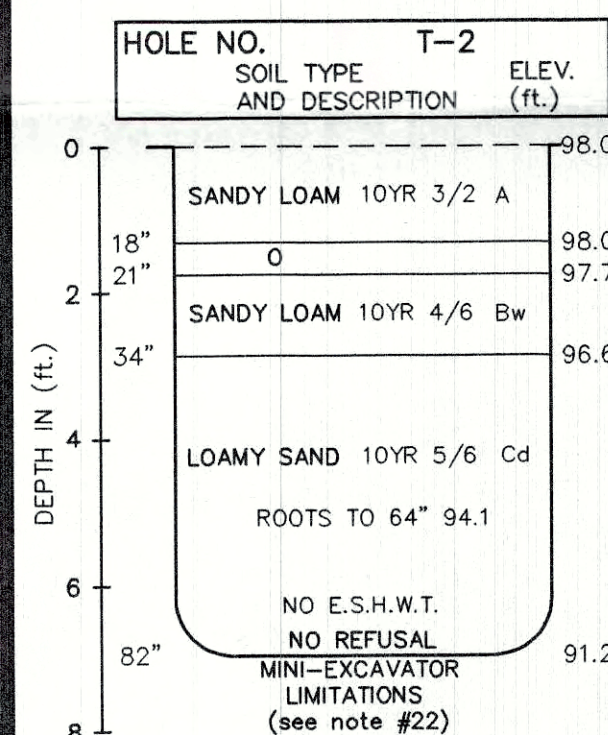 HOLE NO. T-2
SOIL TYPE ELEV.
AND DESCRIPTION (ft.)
0 98.0
SANDY LOAM 10YR 3/2 A
18" 98.0
O
21" 97.7
2
SANDY LOAM 10YR 4/6 Bw
34" 96.6
DEPTH IN (ft.)
4
LOAMY SAND 10YR 5/6 Cd
ROOTS TO 64" 94.1
6
NO E.S.H.W.T.
NO REFUSAL
82" 91.2
MINI-EXCAVATOR
LIMITATIONS
(see note #22)
8